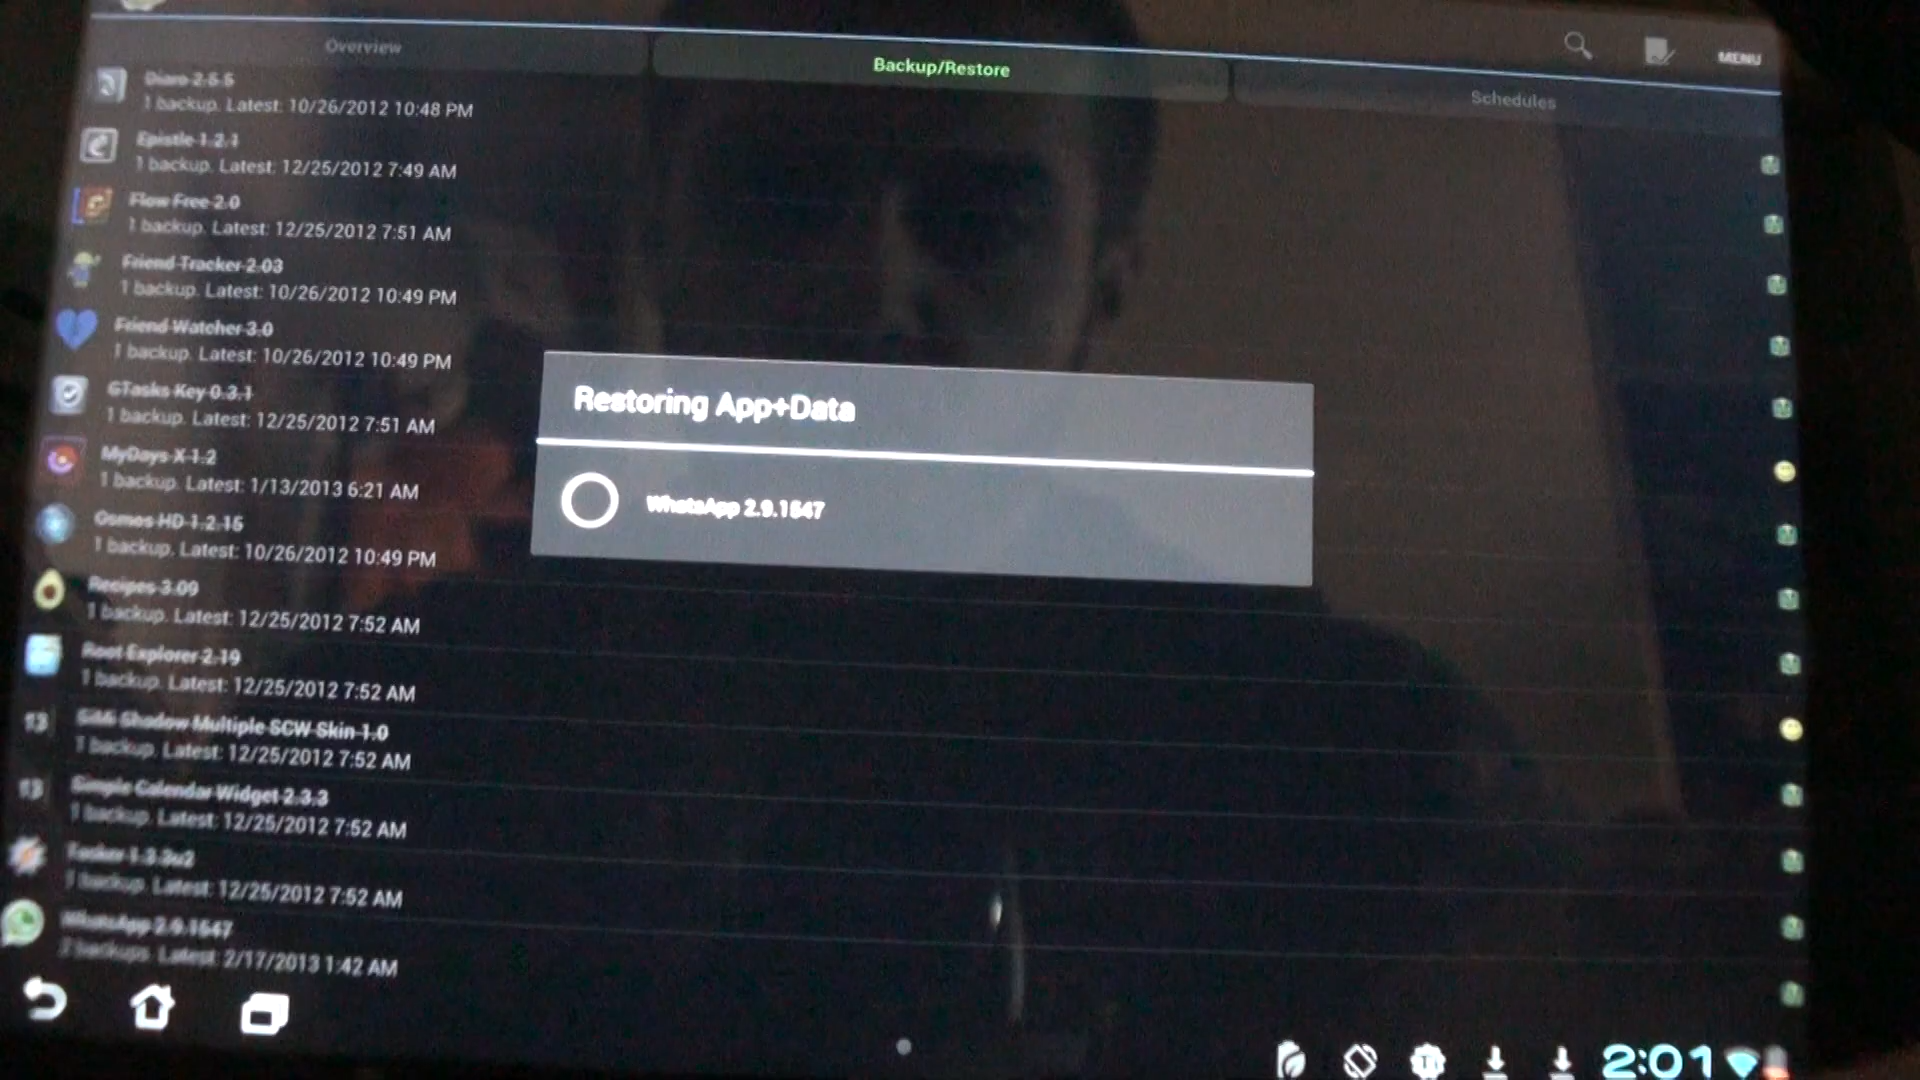 Overview
Backup/Restore
Schedules
MENU
Diaro 2.5.5
1 backup. Latest: 10/26/2012 10:48 PM
Epistle 1.2.1
1 backup. Latest: 12/25/2012 7:49 AM
Flow Free 2.0
1 backup. Latest: 12/25/2012 7:51 AM
Friend Tracker 2.03
1 backup. Latest: 10/26/2012 10:49 PM
Friend Watcher 3.0
1 backup. Latest: 10/26/2012 10:49 PM
GTasks Key 0.3.1
1 backup. Latest: 12/25/2012 7:51 AM
MyDays X 1.2
1 backup. Latest: 1/13/2013 6:21 AM
Osmos HD 1.2.15
1 backup. Latest: 10/26/2012 10:49 PM
Recipes 3.09
1 backup. Latest: 12/25/2012 7:52 AM
Root Explorer 2.19
1 backup. Latest: 12/25/2012 7:52 AM
SiMi Shadow Multiple SCW Skin 1.0
1 backup. Latest: 12/25/2012 7:52 AM
Simple Calendar Widget 2.3.3
1 backup. Latest: 12/25/2012 7:52 AM
Tasker 1.3.3u2
1 backup. Latest: 12/25/2012 7:52 AM
WhatsApp 2.9.1547
2 backups. Latest: 2/17/2013 1:42 AM
Restoring App+Data
WhatsApp 2.9.1547
2:01